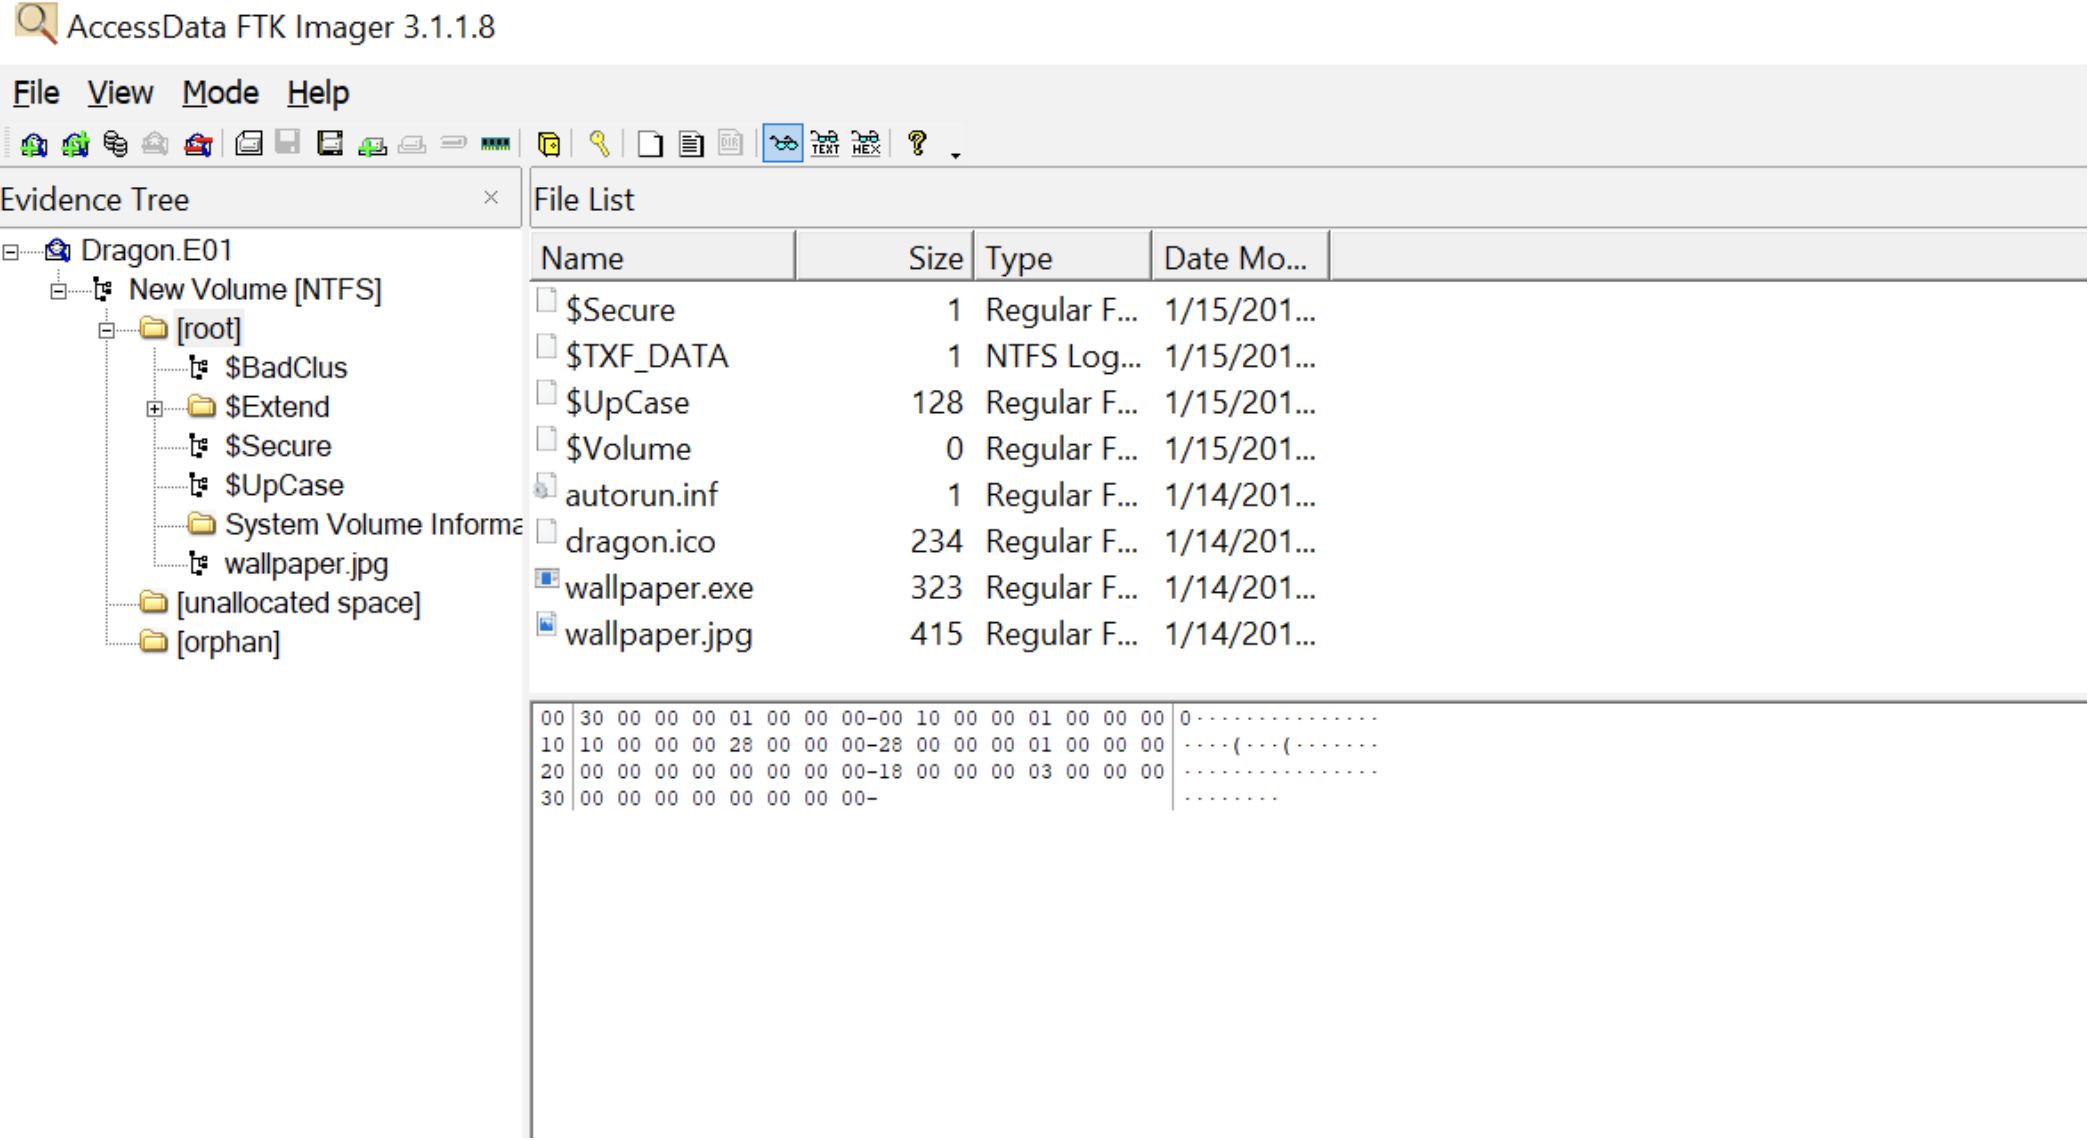 AccessData FTK Imager 3.1.1.8
File View Mode Help
DIR TEXT HEX
Evidence Tree
Dragon.E01
New Volume [NTFS]
[root]
$BadClus
$Extend
$Secure
$UpCase
System Volume Informa
wallpaper.jpg
[unallocated space]
[orphan]
File List
Name Size Type Date Mo...
$Secure 1 Regular F... 1/15/201...
$TXF_DATA 1 NTFS Log... 1/15/201...
$UpCase 128 Regular F... 1/15/201...
$Volume 0 Regular F... 1/15/201...
autorun.inf 1 Regular F... 1/14/201...
dragon.ico 234 Regular F... 1/14/201...
wallpaper.exe 323 Regular F... 1/14/201...
wallpaper.jpg 415 Regular F... 1/14/201...
00 30 00 00 00 01 00 00 00-00 10 00 00 01 00 00 00 0···············
10 10 00 00 00 28 00 00 00-28 00 00 00 01 00 00 00 ····(···(·······
20 00 00 00 00 00 00 00 00-18 00 00 00 03 00 00 00 ················
30 00 00 00 00 00 00 00 00- ········